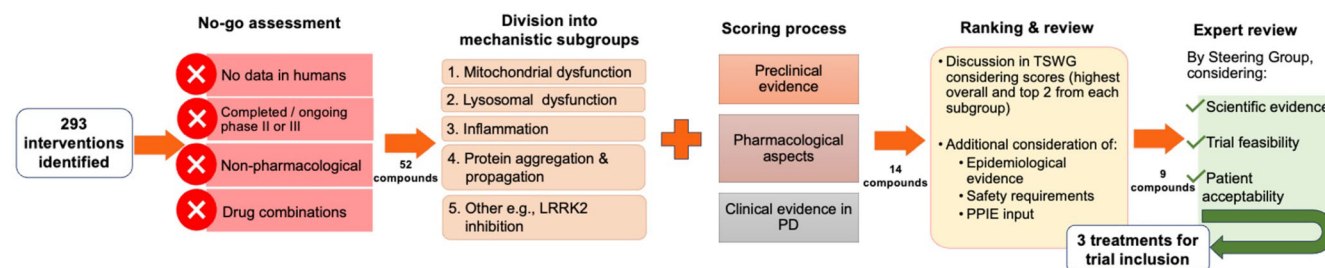 No-go assessment
293
interventions
identified
No data in humans
Completed / ongoing
phase II or III
Non-pharmacological
Drug combinations
52
compounds
Division into
mechanistic subgroups
1. Mitochondrial dysfunction
2. Lysosomal dysfunction
3. Inflammation
4. Protein aggregation &
propagation
5. Other e.g., LRRK2
inhibition
Scoring process
Preclinical
evidence
Pharmacological
aspects
Clinical evidence in
PD
14
compounds
Ranking & review
• Discussion in TSWG
considering scores (highest
overall and top 2 from each
subgroup)
• Additional consideration of:
• Epidemiological
evidence
• Safety requirements
• PPIE input
9
compounds
Expert review
By Steering Group,
considering:
Scientific evidence
Trial feasibility
Patient
acceptability
3 treatments for
trial inclusion